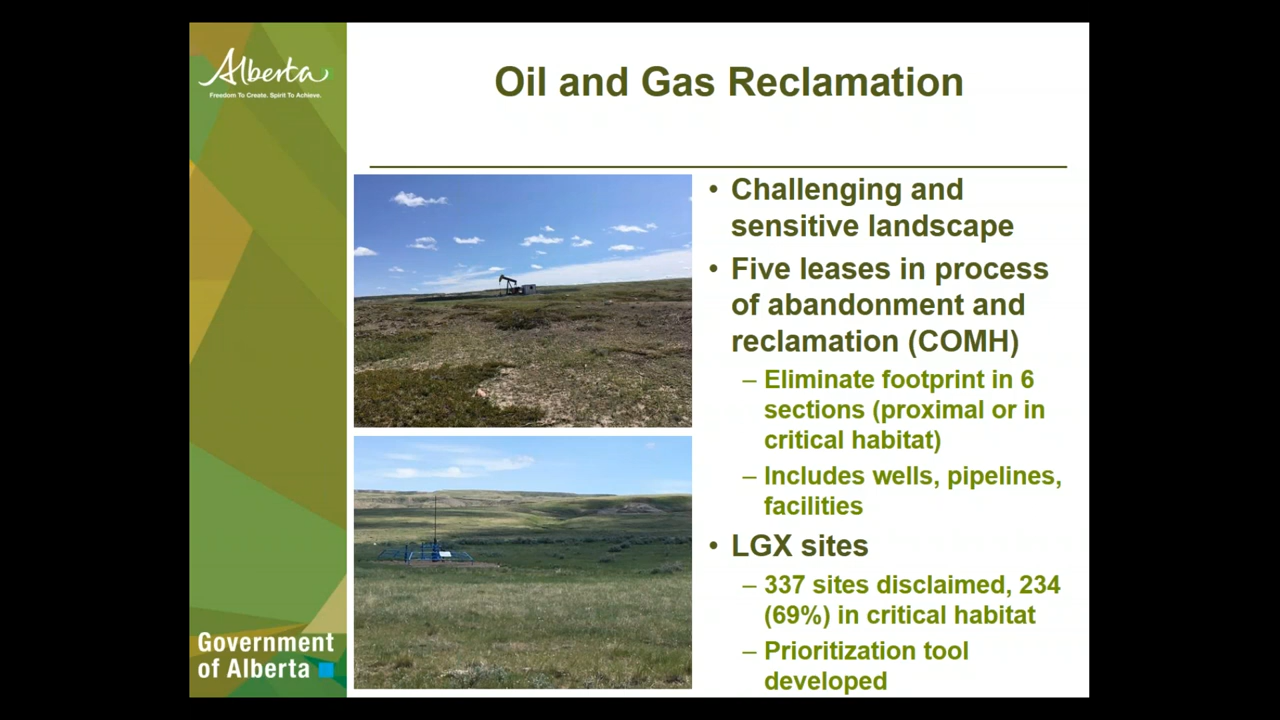 Alberta
Freedom To Create. Spirit To Achieve.
Oil and Gas Reclamation
• Challenging and
sensitive landscape
• Five leases in process
of abandonment and
reclamation (COMH)
– Eliminate footprint in 6
sections (proximal or in
critical habitat)
– Includes wells, pipelines,
facilities
• LGX sites
– 337 sites disclaimed, 234
(69%) in critical habitat
– Prioritization tool
developed
Government
of Alberta